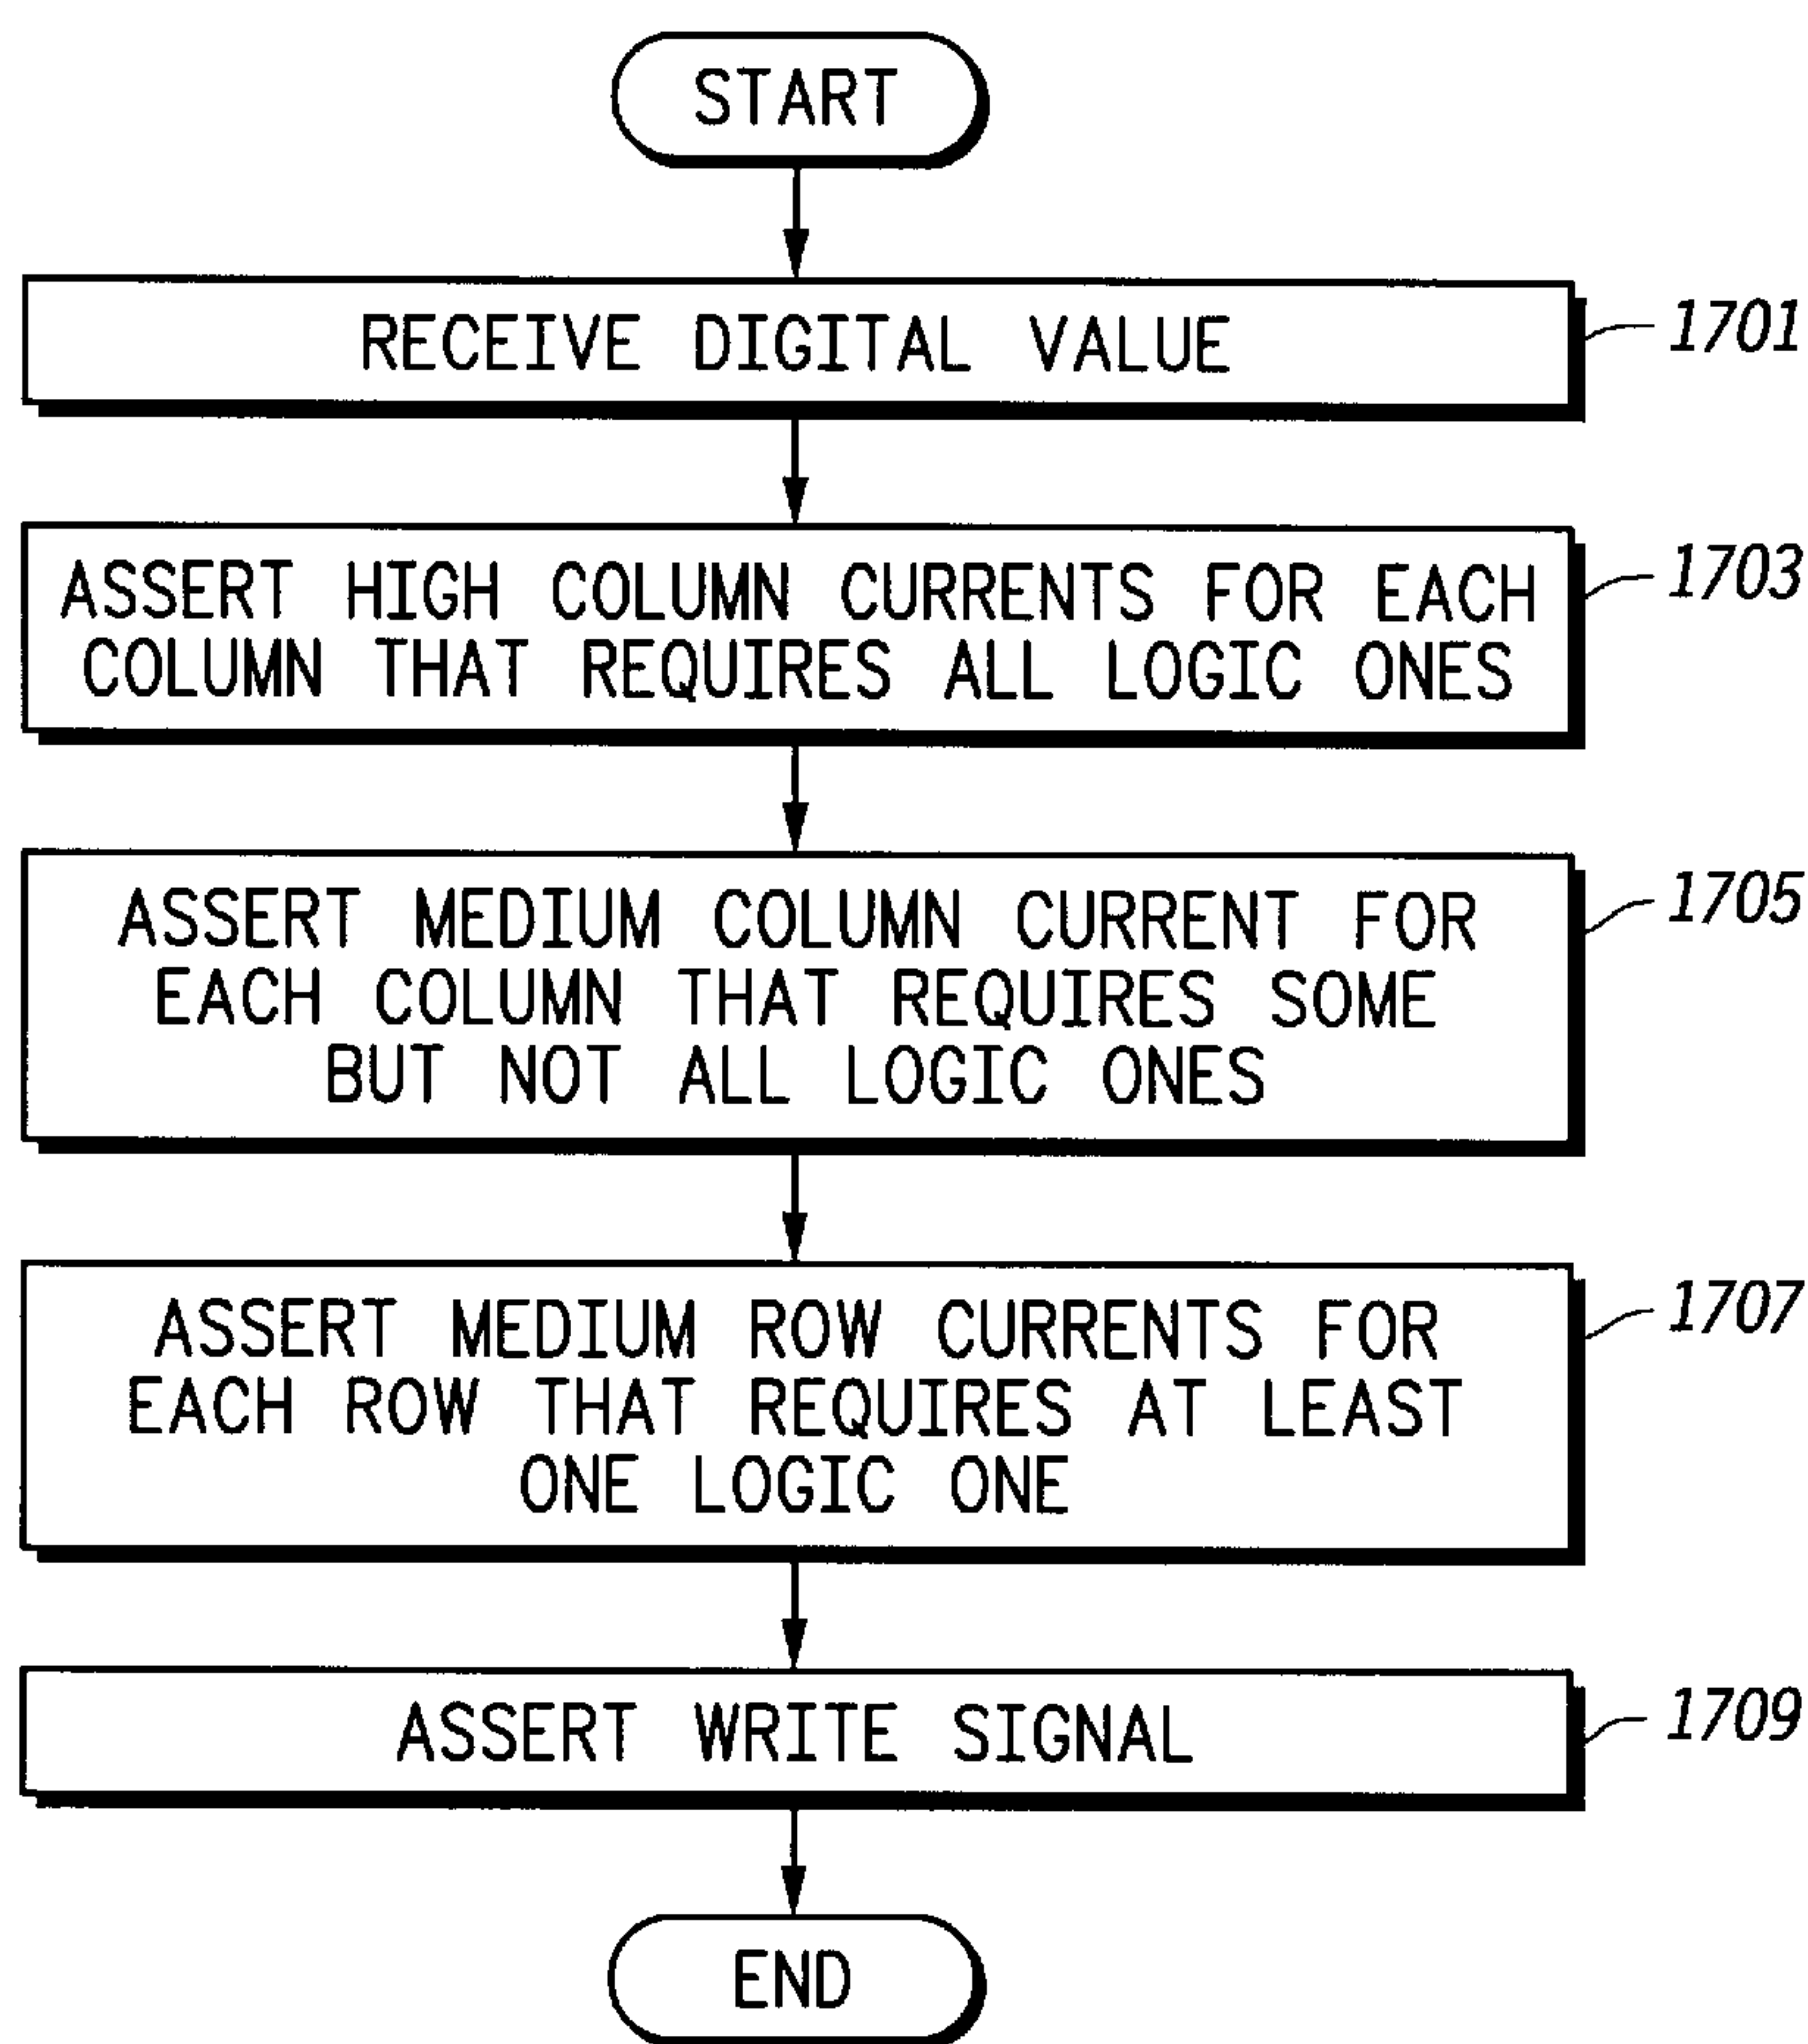 START
RECEIVE DIGITAL VALUE
1701
ASSERT HIGH COLUMN CURRENTS FOR EACH
COLUMN THAT REQUIRES ALL LOGIC ONES
1703
ASSERT MEDIUM COLUMN CURRENT FOR
EACH COLUMN THAT REQUIRES SOME
BUT NOT ALL LOGIC ONES
1705
ASSERT MEDIUM ROW CURRENTS FOR
EACH ROW THAT REQUIRES AT LEAST
ONE LOGIC ONE
1707
ASSERT WRITE SIGNAL
1709
END